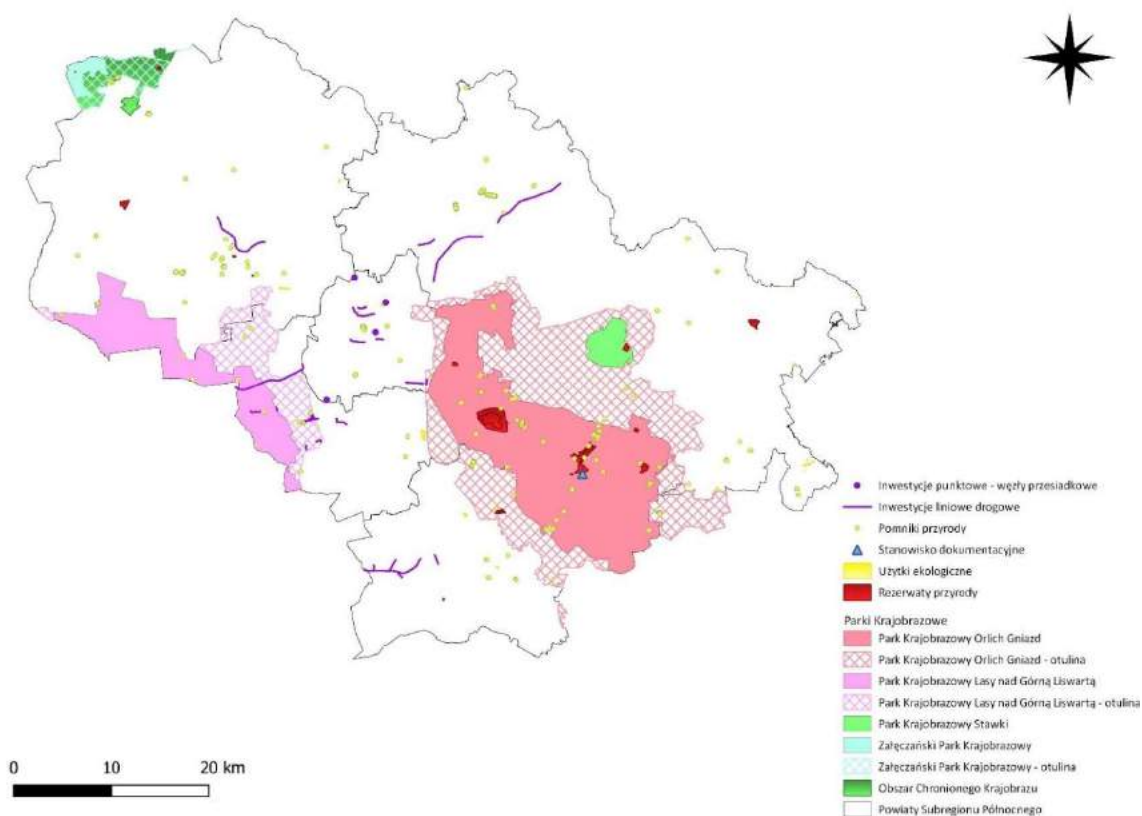 Inwestycje punktowe - węzły przesiadkowe
Inwestycje liniowe drogowe
Pomniki przyrody
Stanowisko dokumentacyjne
Użytki ekologiczne
Rezerwaty przyrody
Parki Krajobrazowe
Park Krajobrazowy Orlich Gniazd
Park Krajobrazowy Orlich Gniazd - otulina
Park Krajobrazowy Lasy nad Górną Liswartą
Park Krajobrazowy Lasy nad Górną Liswartą - otulina
Park Krajobrazowy Stawki
Załęczański Park Krajobrazowy
Załęczański Park Krajobrazowy - otulina
Obszar Chronionego Krajobrazu
Powiaty Subregionu Północnego
0 10 20 km